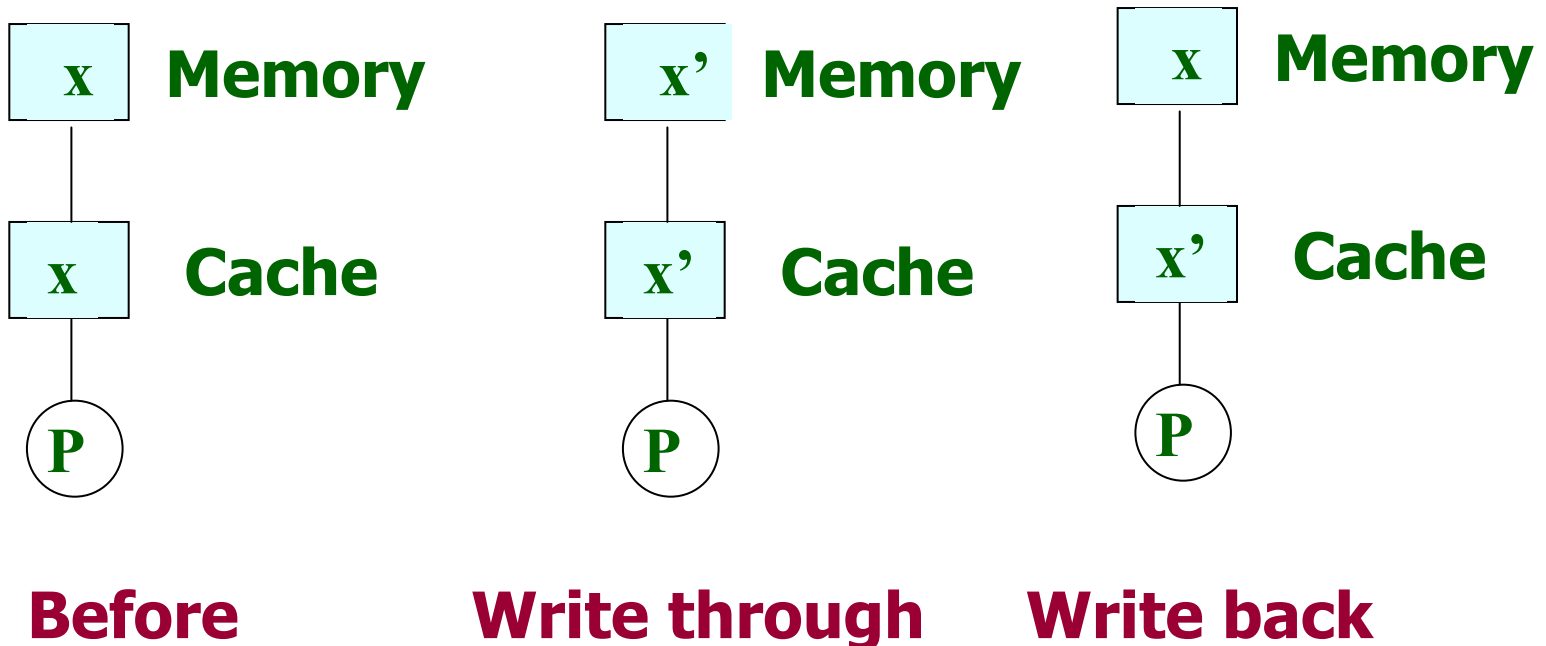 x Memory
x' Memory
x Memory
x Cache
x' Cache
x' Cache
P
P
P
Before
Write through
Write back